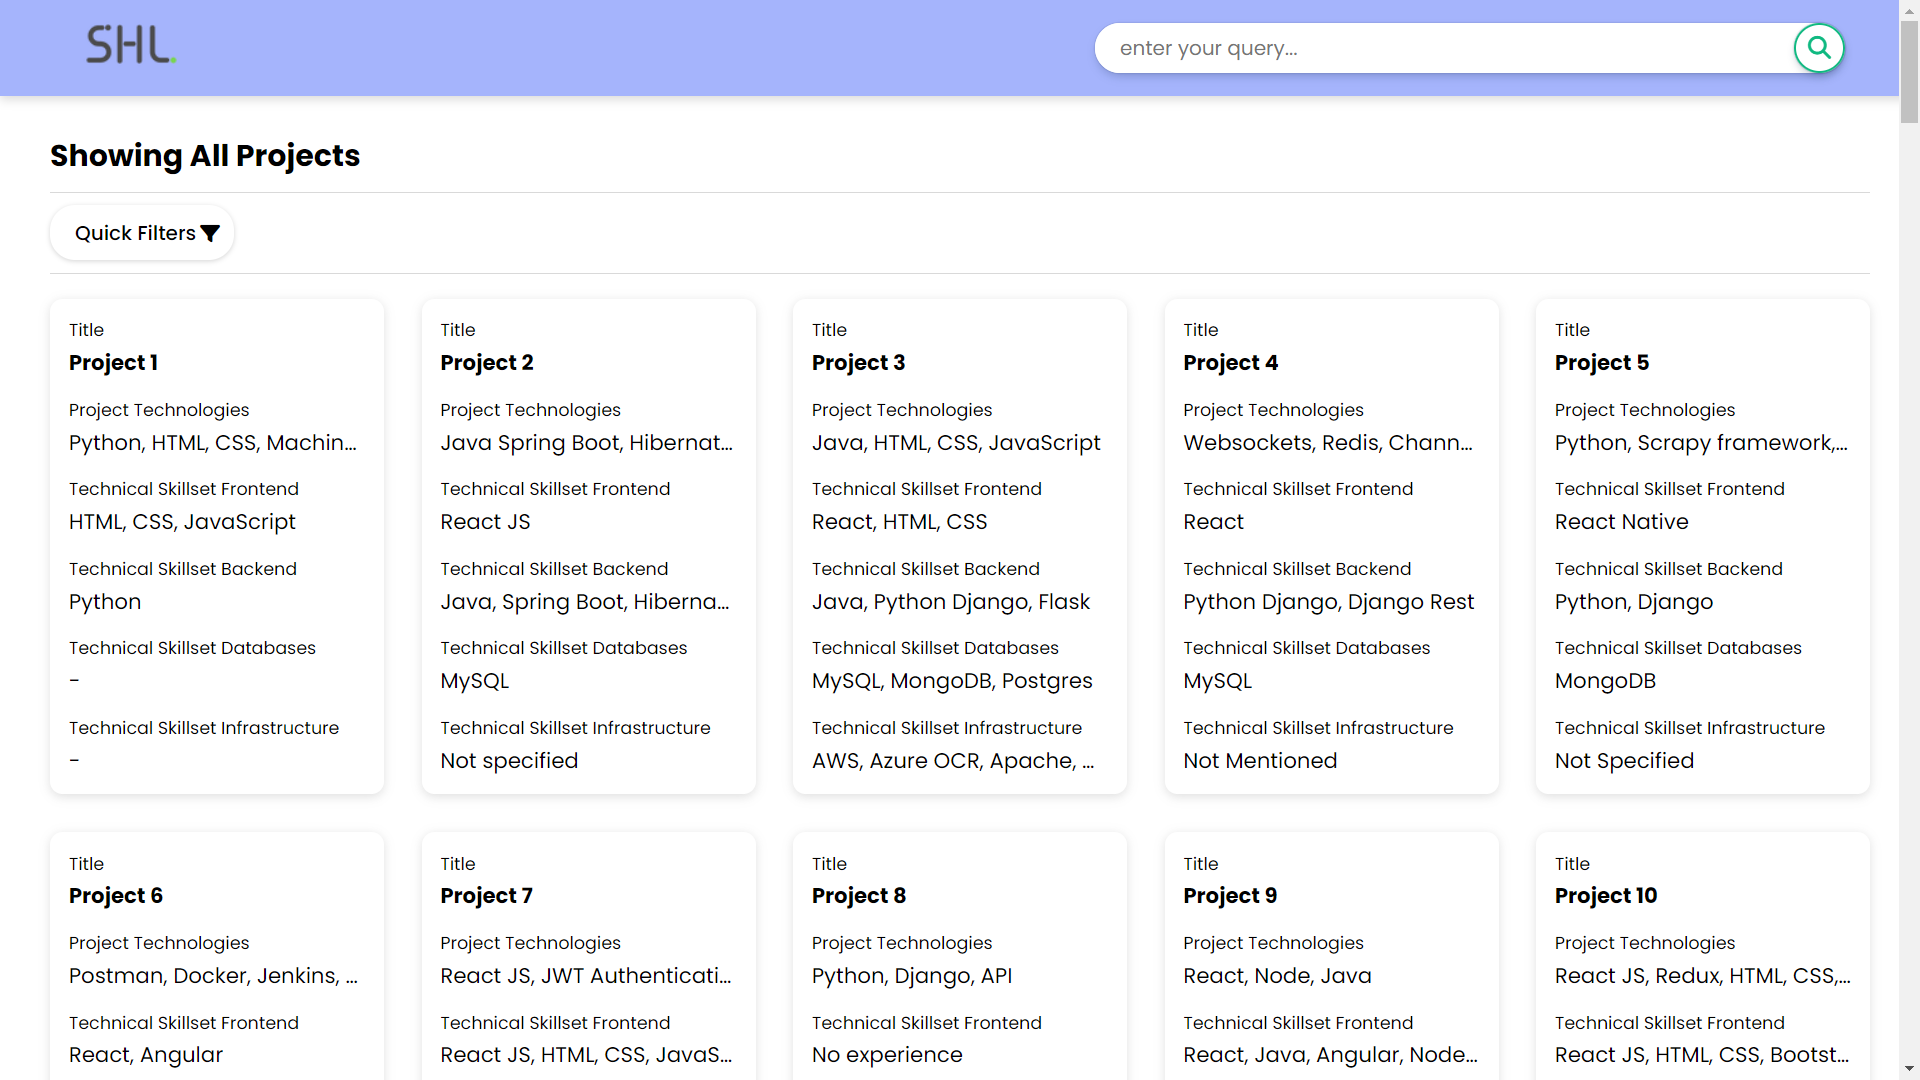 SHL.
enter your query...
Showing All Projects
Quick Filters
Title
Project 1
Project Technologies
Python, HTML, CSS, Machin...
Technical Skillset Frontend
HTML, CSS, JavaScript
Technical Skillset Backend
Python
Technical Skillset Databases
-
Technical Skillset Infrastructure
-
Title
Project 2
Project Technologies
Java Spring Boot, Hibernat...
Technical Skillset Frontend
React JS
Technical Skillset Backend
Java, Spring Boot, Hiberna...
Technical Skillset Databases
MySQL
Technical Skillset Infrastructure
Not specified
Title
Project 3
Project Technologies
Java, HTML, CSS, JavaScript
Technical Skillset Frontend
React, HTML, CSS
Technical Skillset Backend
Java, Python Django, Flask
Technical Skillset Databases
MySQL, MongoDB, Postgres
Technical Skillset Infrastructure
AWS, Azure OCR, Apache, ...
Title
Project 4
Project Technologies
Websockets, Redis, Chann...
Technical Skillset Frontend
React
Technical Skillset Backend
Python Django, Django Rest
Technical Skillset Databases
MySQL
Technical Skillset Infrastructure
Not Mentioned
Title
Project 5
Project Technologies
Python, Scrapy framework,...
Technical Skillset Frontend
React Native
Technical Skillset Backend
Python, Django
Technical Skillset Databases
MongoDB
Technical Skillset Infrastructure
Not Specified
Title
Project 6
Project Technologies
Postman, Docker, Jenkins, ...
Technical Skillset Frontend
React, Angular
Title
Project 7
Project Technologies
React JS, JWT Authenticati...
Technical Skillset Frontend
React JS, HTML, CSS, JavaS...
Title
Project 8
Project Technologies
Python, Django, API
Technical Skillset Frontend
No experience
Title
Project 9
Project Technologies
React, Node, Java
Technical Skillset Frontend
React, Java, Angular, Node...
Title
Project 10
Project Technologies
React JS, Redux, HTML, CSS,...
Technical Skillset Frontend
React JS, HTML, CSS, Bootst...